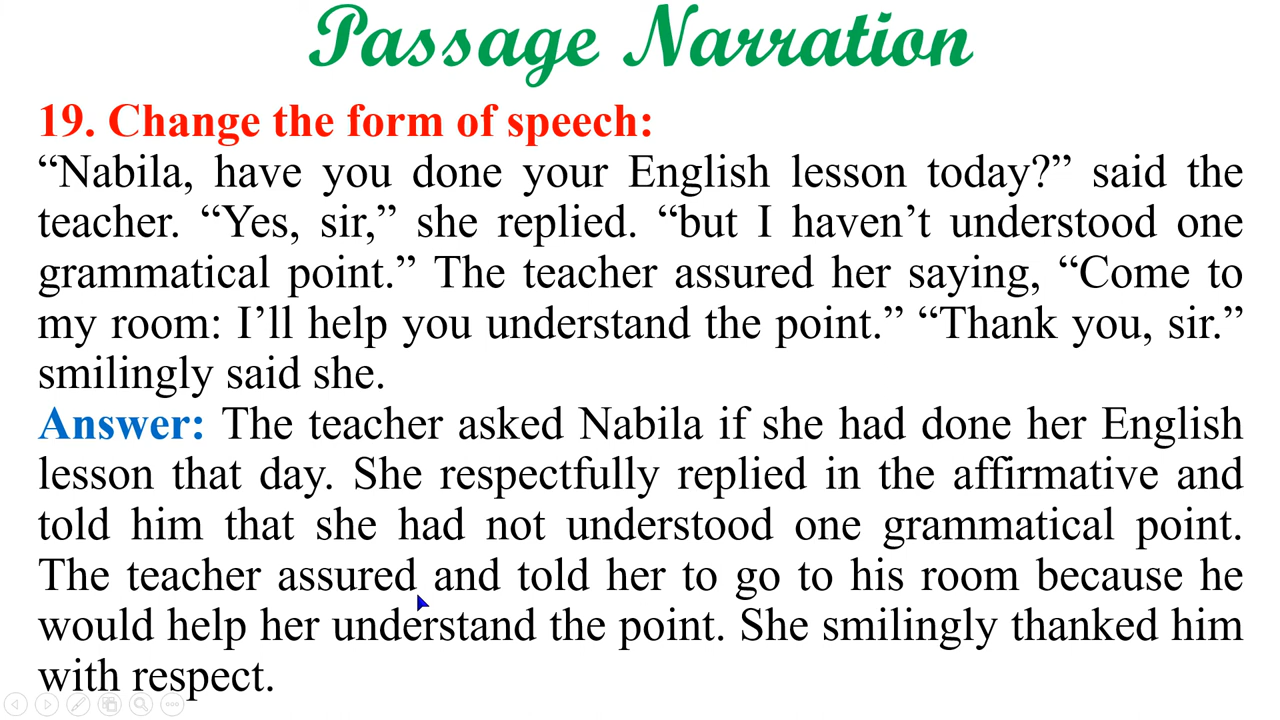 Passage Narration
19. Change the form of speech:
“Nabila, have you done your English lesson today?” said the
teacher. “Yes, sir,” she replied. “but I haven’t understood one
grammatical point.” The teacher assured her saying, “Come to
my room: I’ll help you understand the point.” “Thank you, sir.”
smilingly said she.
Answer: The teacher asked Nabila if she had done her English
lesson that day. She respectfully replied in the affirmative and
told him that she had not understood one grammatical point.
The teacher assured and told her to go to his room because he
would help her understand the point. She smilingly thanked him
with respect.